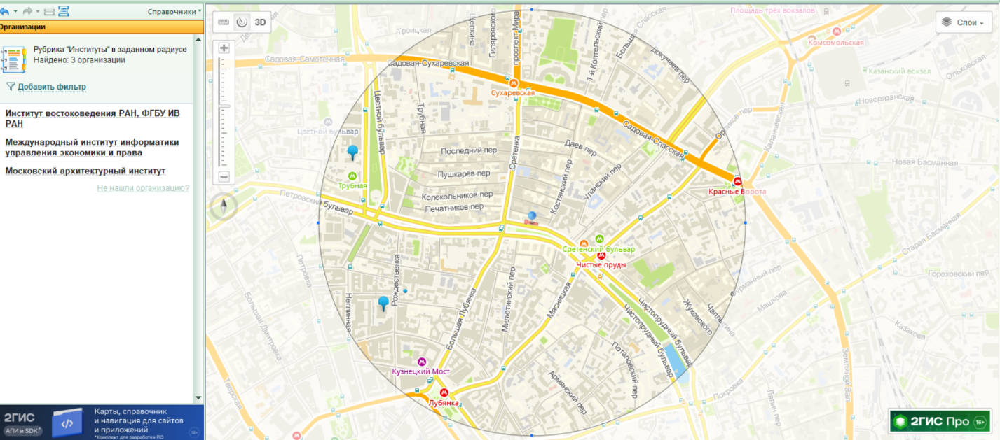 Справочники
Организации
Рубрика "Институты" в заданном радиусе
Найдено: 3 организации
Добавить фильтр
Институт востоковедения РАН, ФГБУ ИВ
РАН
Международный институт информатики
управления экономики и права
Московский архитектурный институт
Не нашли организацию?
2ГИС
АПИ и SDK*
Карты, справочник
и навигация для сайтов
и приложений
*Комплект для разработки ПО
18+
3D
Слои
Троицкая
Щепкина
Гиляровского
проспект Мира
1-й Коптельский пер
Большая Спасская
Докучаев пер
Площадь трёх вокзалов
Комсомольская
Казанский вокзал
Ольховская
Новорязанская
Каланчёвская
Новая Басманная
Садовая-Самотечная
Садовая-Сухаревская
Сухаревская
Садовая-Спасская
Цветной бульвар
Цветной бульвар
Трубная
Последний пер
Пушкарёв пер
Колокольников пер
Печатников пер
Сретенка
Даев пер
Костянский пер
Уланский пер
Красные Ворота
Трубная
Петровский бульвар
Сретенский бульвар
Чистые пруды
Старая Басманная
Гороховский пер
Фурманный пер
Машкова
Казакова
Жуковского
Чаплыгина
Чистопрудный бульвар
Чистопрудный бульвар
Потаповский пер
Армянский пер
Мясницкая
Милютинский пер
Большая Лубянка
Рождественка
Неглинная
Петровка
Большая Дмитровка
Тверская
Кузнецкий Мост
Лубянка
Покровка
Лялин пер
Земляной Вал
2ГИС Про 18+